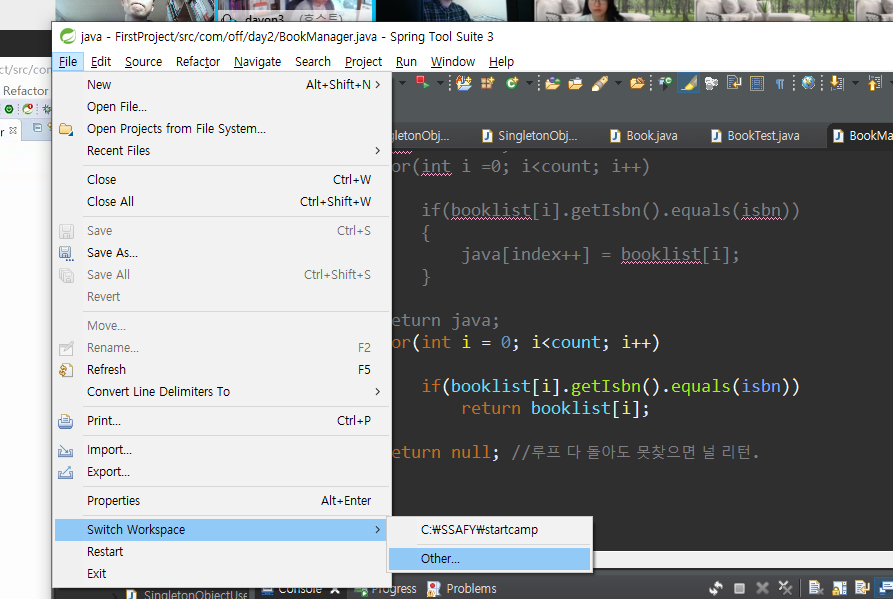 davon3 (호스트)
java - FirstProject/src/com/off/day2/BookManager.java - Spring Tool Suite 3
File Edit Source Refactor Navigate Search Project Run Window Help
ct/src/com
Refactor
New Alt+Shift+N >
Open File...
Open Projects from File System...
Recent Files >
Close Ctrl+W
Close All Ctrl+Shift+W
Save Ctrl+S
Save As...
Save All Ctrl+Shift+S
Revert
Move...
Rename... F2
Refresh F5
Convert Line Delimiters To >
Print... Ctrl+P
Import...
Export...
Properties Alt+Enter
Switch Workspace >
Restart
Exit
C:₩SSAFY₩startcamp
Other...
gletonObj... SingletonObj... Book.java BookTest.java BookMa
or(int i =0; i<count; i++)
if(booklist[i].getIsbn().equals(isbn))
{
java[index++] = booklist[i];
}
eturn java;
or(int i = 0; i<count; i++)
if(booklist[i].getIsbn().equals(isbn))
return booklist[i];
eturn null; //루프 다 돌아도 못찾으면 널 리턴.
SingletonObjectUse Console Progress Problems